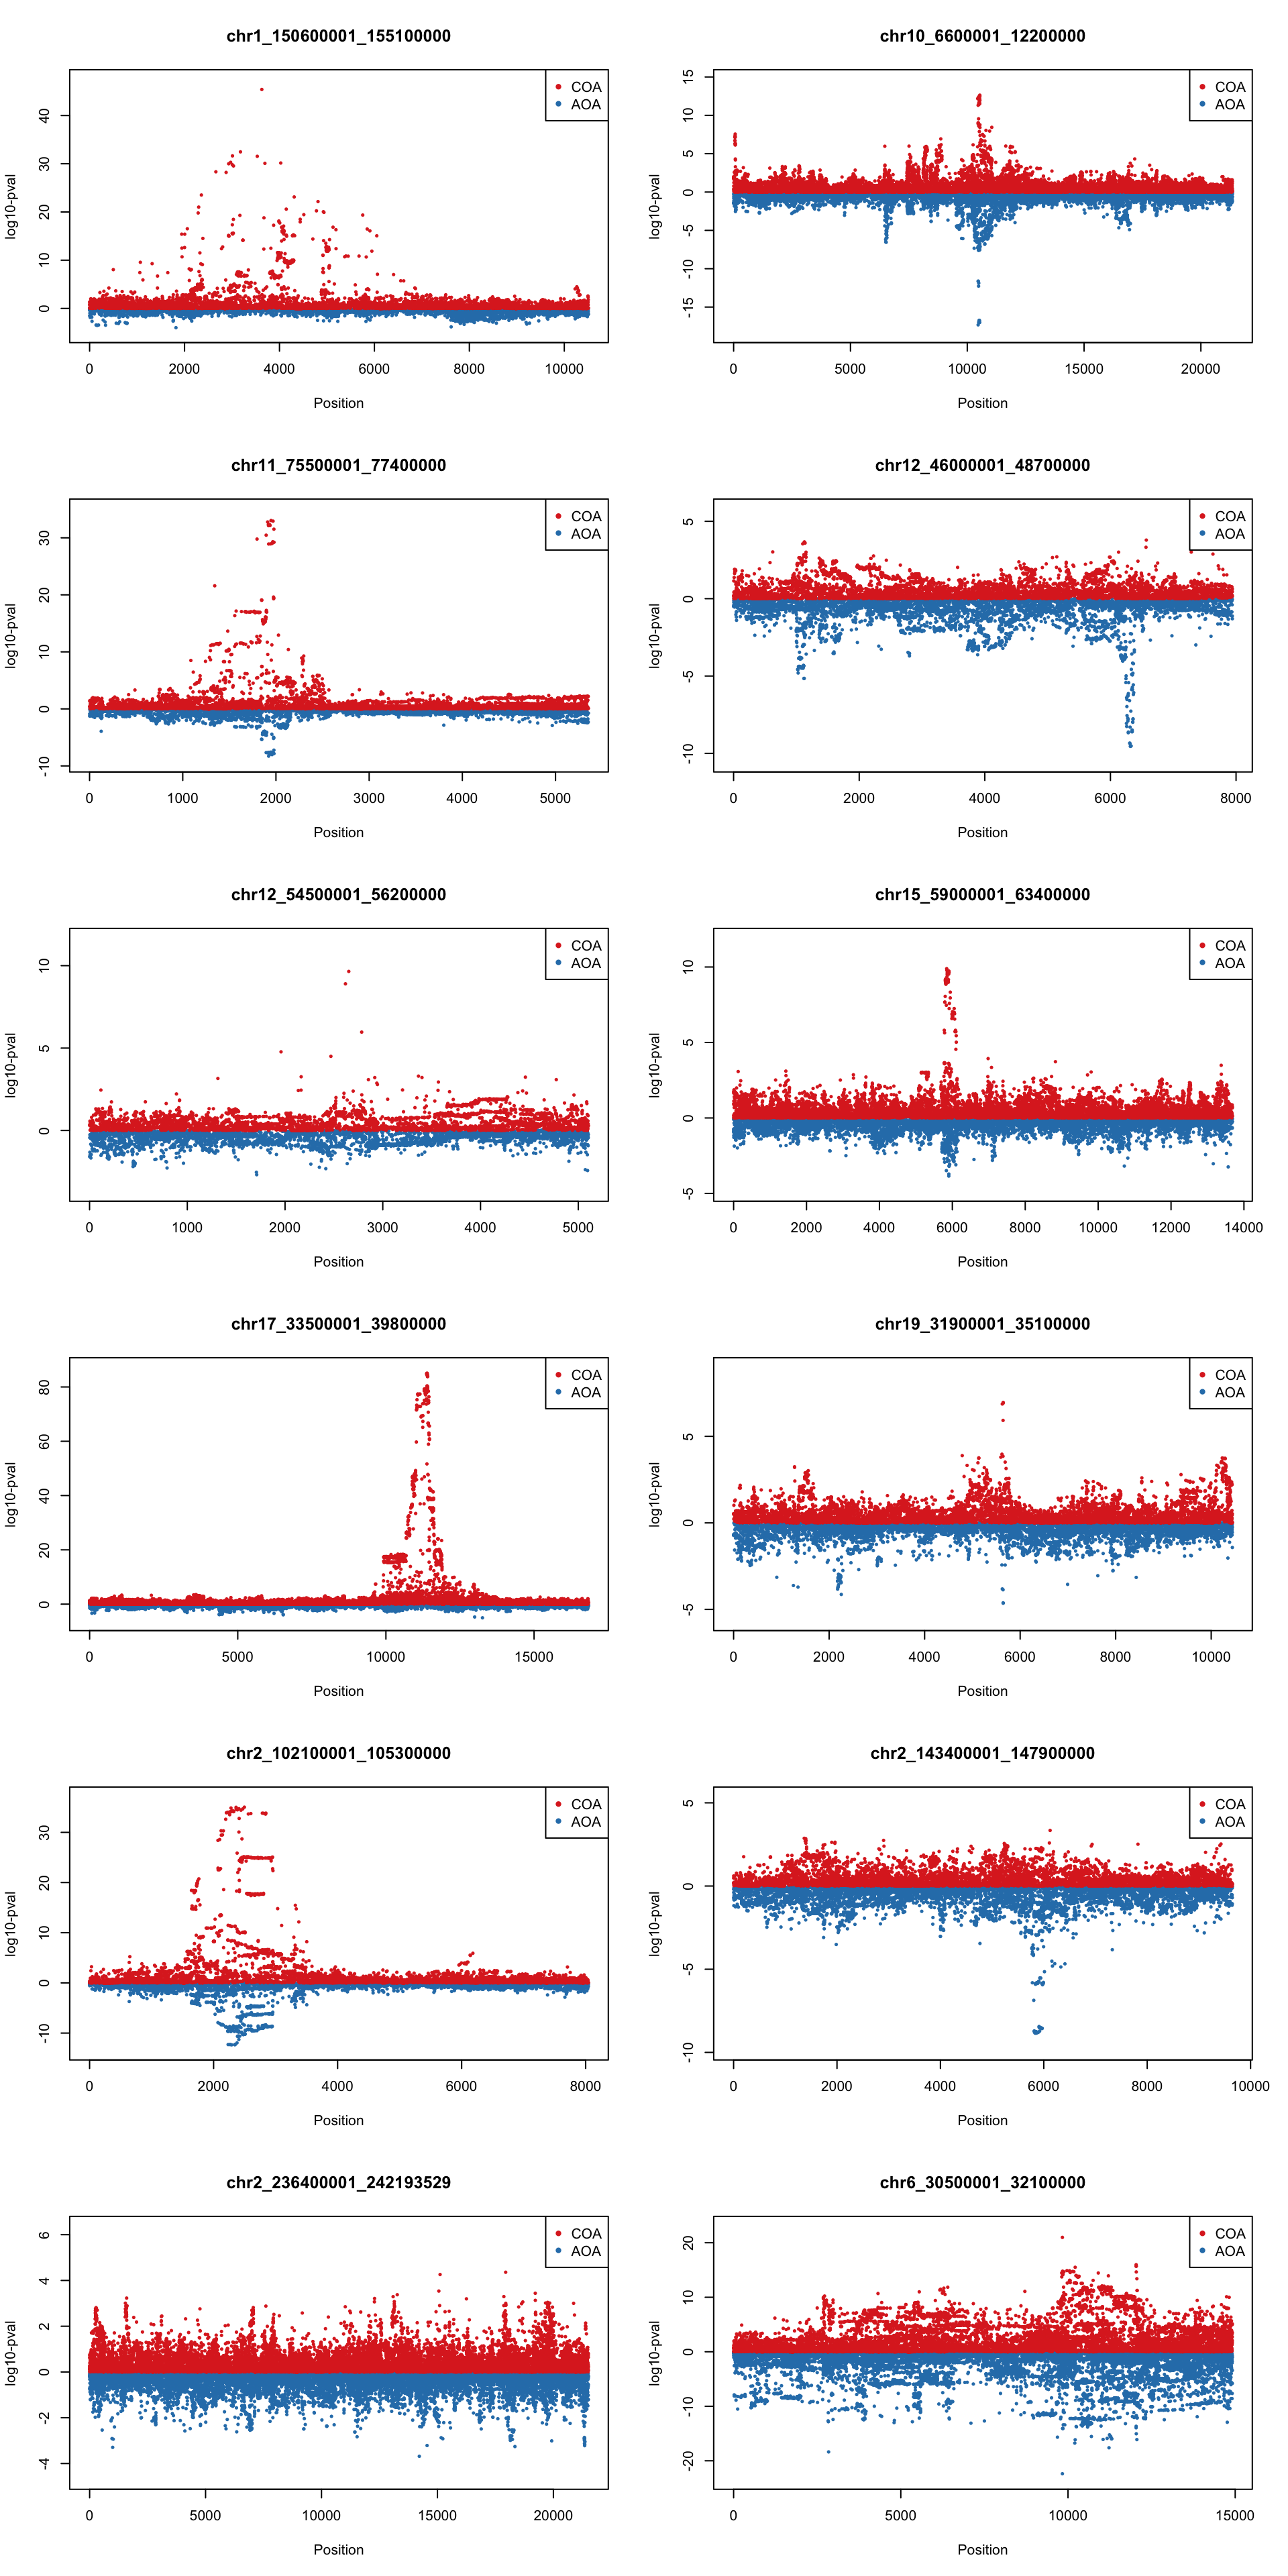 chr1_150600001_155100000
log10-pval
40
30
20
10
0
COA
AOA
0 2000 4000 6000 8000 10000
Position
chr10_6600001_12200000
log10-pval
15
10
5
0
-5
-10
-15
COA
AOA
0 5000 10000 15000 20000
Position
chr11_75500001_77400000
log10-pval
30
20
10
0
-10
COA
AOA
0 1000 2000 3000 4000 5000
Position
chr12_46000001_48700000
log10-pval
5
0
-5
-10
COA
AOA
0 2000 4000 6000 8000
Position
chr12_54500001_56200000
log10-pval
10
5
0
COA
AOA
0 1000 2000 3000 4000 5000
Position
chr15_59000001_63400000
log10-pval
10
5
0
-5
COA
AOA
0 2000 4000 6000 8000 10000 12000 14000
Position
chr17_33500001_39800000
log10-pval
80
60
40
20
0
COA
AOA
0 5000 10000 15000
Position
chr19_31900001_35100000
log10-pval
5
0
-5
COA
AOA
0 2000 4000 6000 8000 10000
Position
chr2_102100001_105300000
log10-pval
30
20
10
0
-10
COA
AOA
0 2000 4000 6000 8000
Position
chr2_143400001_147900000
log10-pval
5
0
-5
-10
COA
AOA
0 2000 4000 6000 8000 10000
Position
chr2_236400001_242193529
log10-pval
6
4
2
0
-2
-4
COA
AOA
0 5000 10000 15000 20000
Position
chr6_30500001_32100000
log10-pval
20
10
0
-10
-20
COA
AOA
0 5000 10000 15000
Position